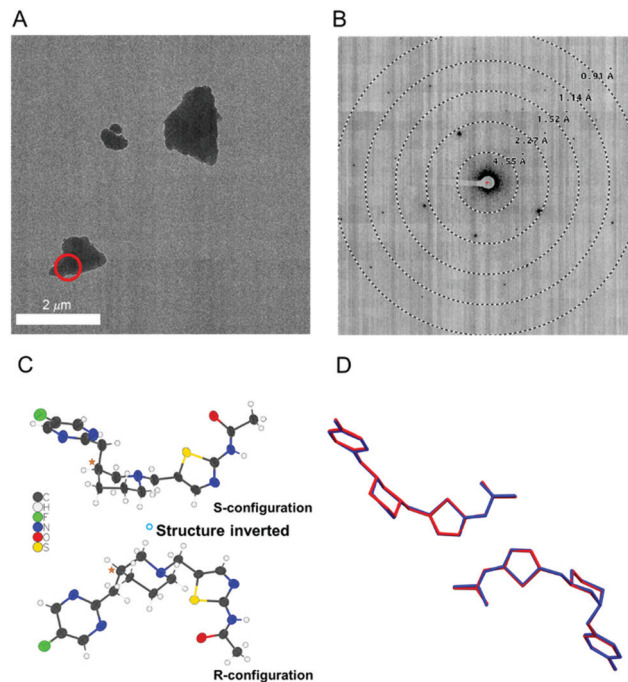 A
B
2 μm
0.91 Å
1.14 Å
1.52 Å
2.27 Å
4.55 Å
C
D
C
H
F
N
O
S
S-configuration
Structure inverted
R-configuration